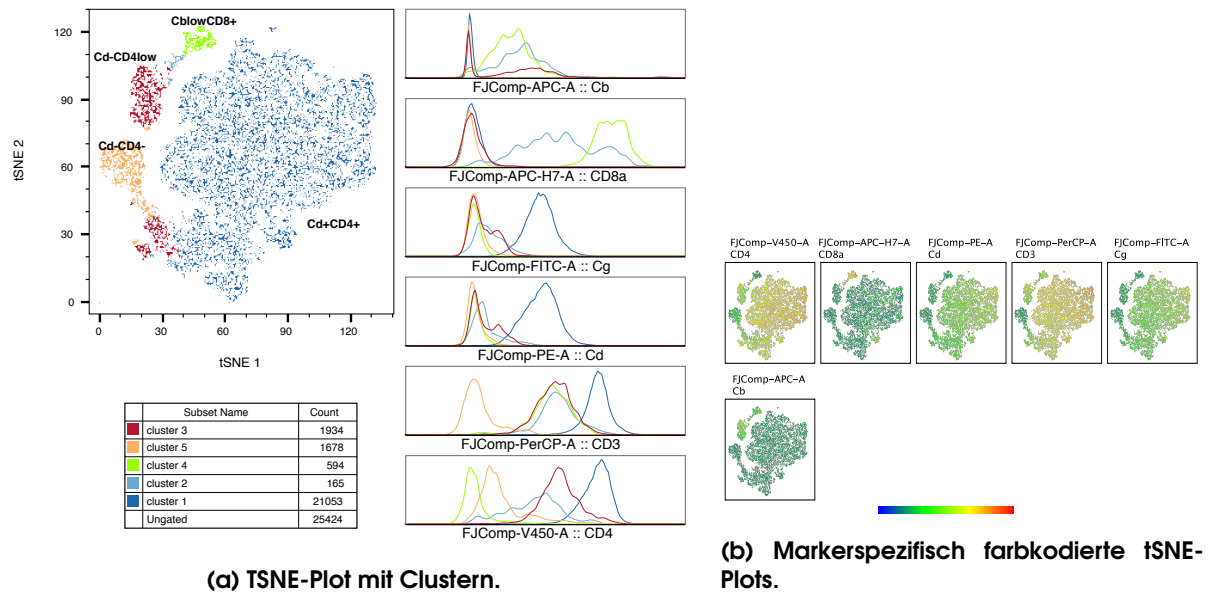 CblowCD8+
Cd-CD4low
Cd-CD4-
Cd+CD4+
120
90
60
30
0
tSNE 2
0 30 60 90 120
tSNE 1
Subset Name Count
cluster 3 1934
cluster 5 1678
cluster 4 594
cluster 2 165
cluster 1 21053
Ungated 25424
FJComp-APC-A :: Cb
FJComp-APC-H7-A :: CD8a
FJComp-FITC-A :: Cg
FJComp-PE-A :: Cd
FJComp-PerCP-A :: CD3
FJComp-V450-A :: CD4
(a) TSNE-Plot mit Clustern.
FJComp-V450-A
CD4
FJComp-APC-H7-A
CD8a
FJComp-PE-A
Cd
FJComp-PerCP-A
CD3
FJComp-FITC-A
Cg
FJComp-APC-A
Cb
(b) Markerspezifisch farbkodierte tSNE-
Plots.